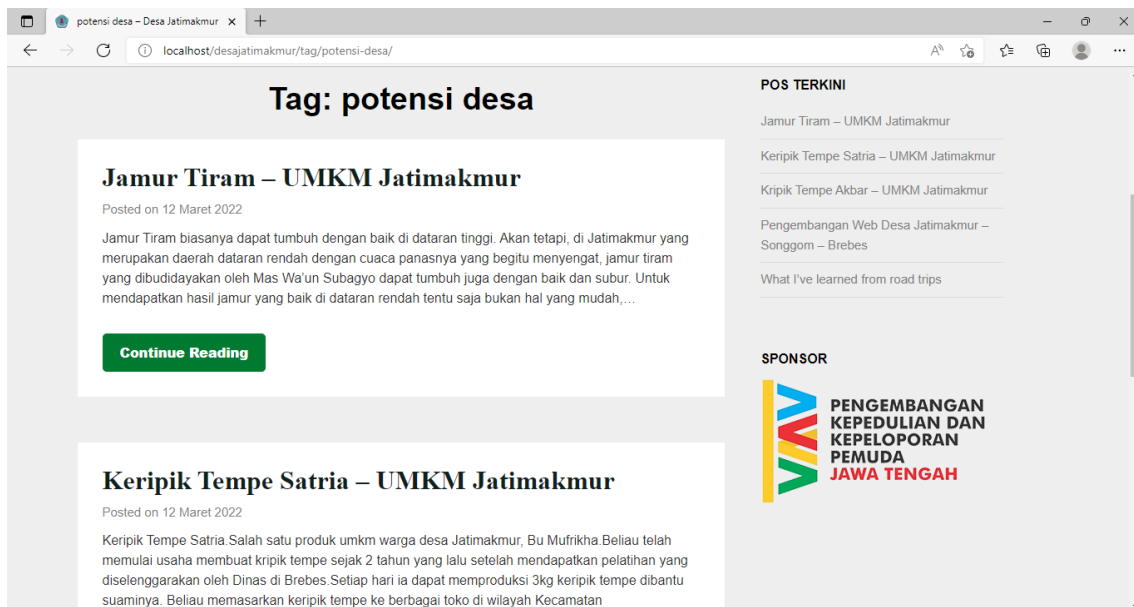 potensi desa – Desa Jatimakmur
localhost/desajatimakmur/tag/potensi-desa/
Tag: potensi desa
Jamur Tiram – UMKM Jatimakmur
Posted on 12 Maret 2022
Jamur Tiram biasanya dapat tumbuh dengan baik di dataran tinggi. Akan tetapi, di Jatimakmur yang
merupakan daerah dataran rendah dengan cuaca panasnya yang begitu menyengat, jamur tiram
yang dibudidayakan oleh Mas Wa'un Subagyo dapat tumbuh juga dengan baik dan subur. Untuk
mendapatkan hasil jamur yang baik di dataran rendah tentu saja bukan hal yang mudah,...
Continue Reading
Keripik Tempe Satria – UMKM Jatimakmur
Posted on 12 Maret 2022
Keripik Tempe Satria.Salah satu produk umkm warga desa Jatimakmur, Bu Mufrikha.Beliau telah
memulai usaha membuat kripik tempe sejak 2 tahun yang lalu setelah mendapatkan pelatihan yang
diselenggarakan oleh Dinas di Brebes.Setiap hari ia dapat memproduksi 3kg keripik tempe dibantu
suaminya. Beliau memasarkan keripik tempe ke berbagai toko di wilayah Kecamatan
POS TERKINI
Jamur Tiram – UMKM Jatimakmur
Keripik Tempe Satria – UMKM Jatimakmur
Kripik Tempe Akbar – UMKM Jatimakmur
Pengembangan Web Desa Jatimakmur –
Songgom – Brebes
What I've learned from road trips
SPONSOR
PENGEMBANGAN
KEPEDULIAN DAN
KEPELOPORAN
PEMUDA
JAWA TENGAH